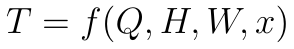 T = f(Q, H, W, x)